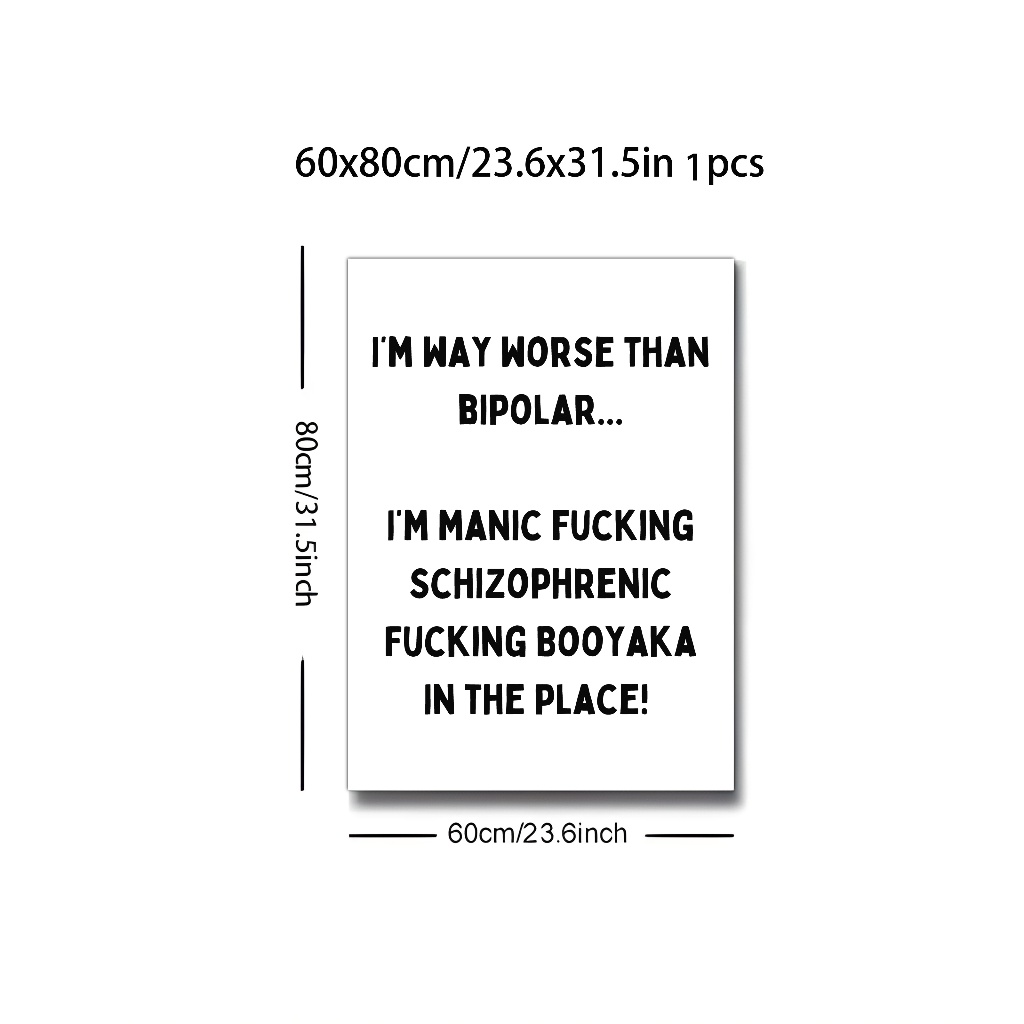 60x80cm/23.6x31.5in 1pcs
80cm/31.5inch
I'M WAY WORSE THAN
BIPOLAR...
I'M MANIC FUCKING
SCHIZOPHRENIC
FUCKING BOOYAKA
IN THE PLACE!
60cm/23.6inch